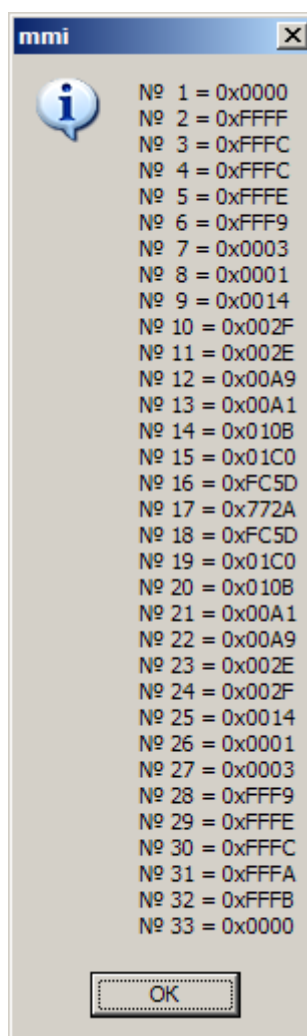 mmi
№ 1 = 0x0000
№ 2 = 0xFFFF
№ 3 = 0xFFFC
№ 4 = 0xFFFC
№ 5 = 0xFFFE
№ 6 = 0xFFF9
№ 7 = 0x0003
№ 8 = 0x0001
№ 9 = 0x0014
№ 10 = 0x002F
№ 11 = 0x002E
№ 12 = 0x00A9
№ 13 = 0x00A1
№ 14 = 0x010B
№ 15 = 0x01C0
№ 16 = 0xFC5D
№ 17 = 0x772A
№ 18 = 0xFC5D
№ 19 = 0x01C0
№ 20 = 0x010B
№ 21 = 0x00A1
№ 22 = 0x00A9
№ 23 = 0x002E
№ 24 = 0x002F
№ 25 = 0x0014
№ 26 = 0x0001
№ 27 = 0x0003
№ 28 = 0xFFF9
№ 29 = 0xFFFE
№ 30 = 0xFFFC
№ 31 = 0xFFFA
№ 32 = 0xFFFB
№ 33 = 0x0000
OK